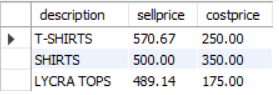 description sellprice costprice
T-SHIRTS 570.67 250.00
SHIRTS 500.00 350.00
LYCRA TOPS 489.14 175.00